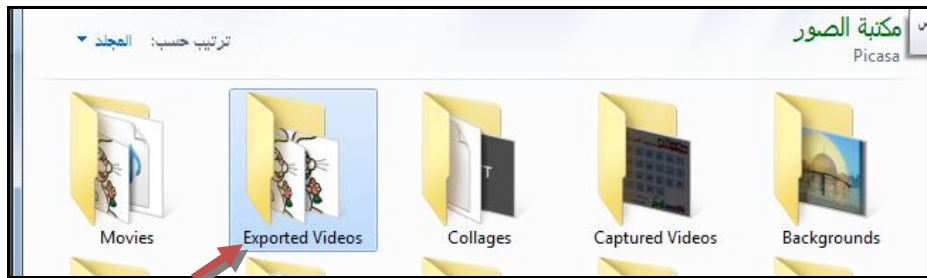 مكتبة الصور
Picasa
ترتيب حسب: المجلد
Backgrounds
Captured Videos
Collages
Exported Videos
Movies